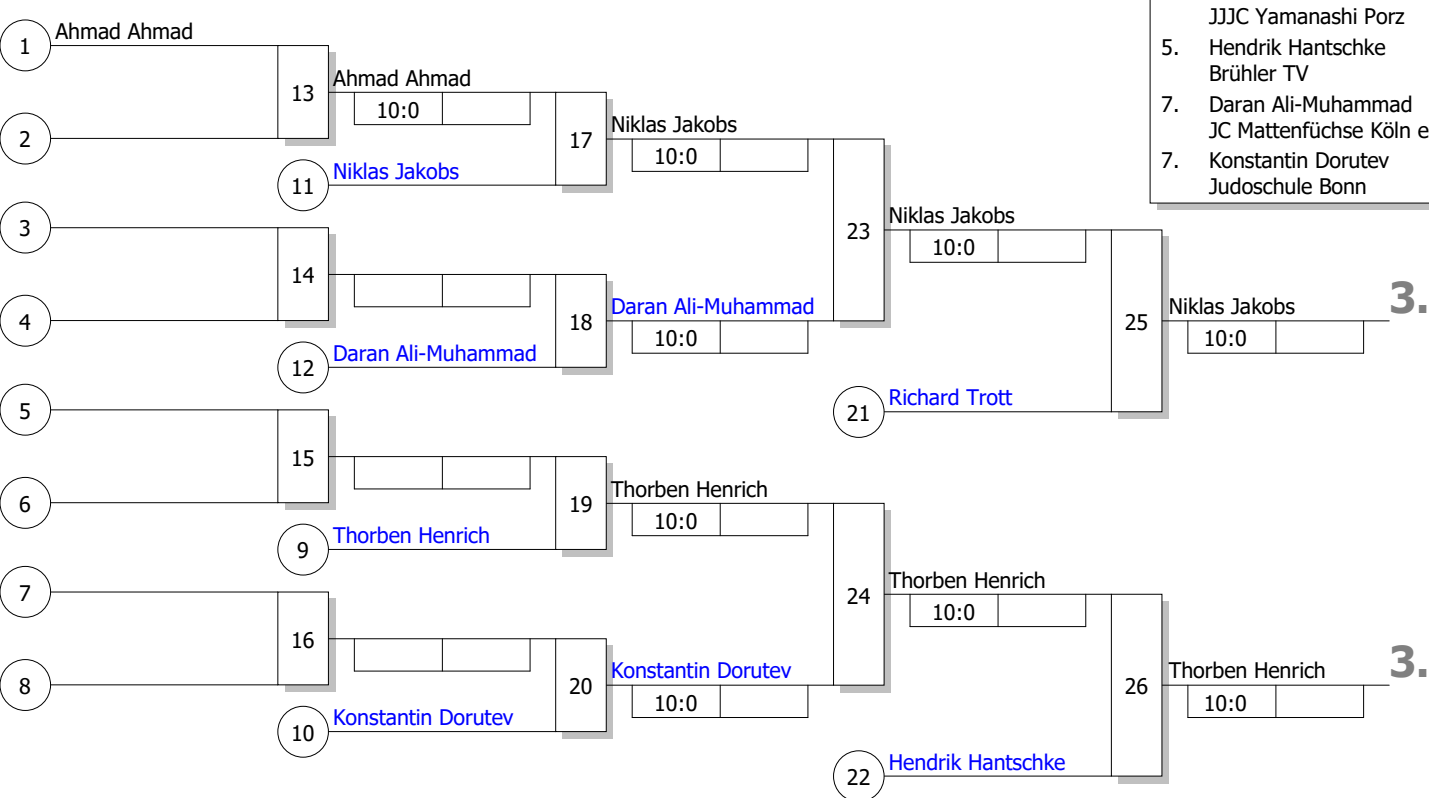 1
Ahmad Ahmad
2
13
Ahmad Ahmad
10:0
11
Niklas Jakobs
17
Niklas Jakobs
10:0
3
4
14
12
Daran Ali-Muhammad
18
Daran Ali-Muhammad
10:0
23
Niklas Jakobs
10:0
21
Richard Trott
25
Niklas Jakobs
10:0
3.
5
6
15
9
Thorben Henrich
19
Thorben Henrich
10:0
7
8
16
10
Konstantin Dorutev
20
Konstantin Dorutev
10:0
24
Thorben Henrich
10:0
22
Hendrik Hantschke
26
Thorben Henrich
10:0
3.
JJJC Yamanashi Porz
5. Hendrik Hantschke
Brühler TV
7. Daran Ali-Muhammad
JC Mattenfüchse Köln e
7. Konstantin Dorutev
Judoschule Bonn